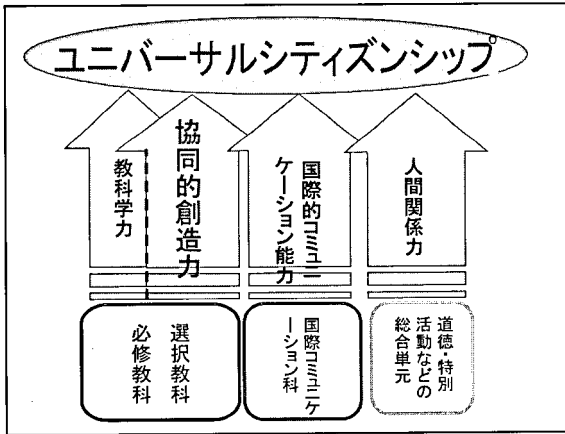 ユニバーサルシティズンシップ
教科学力
協同的創造力
国際的コミュニ
ケーション能力
人間関係力
必修教科
選択教科
国際コミュニケ
ーション科
道徳・特別
活動などの
総合単元